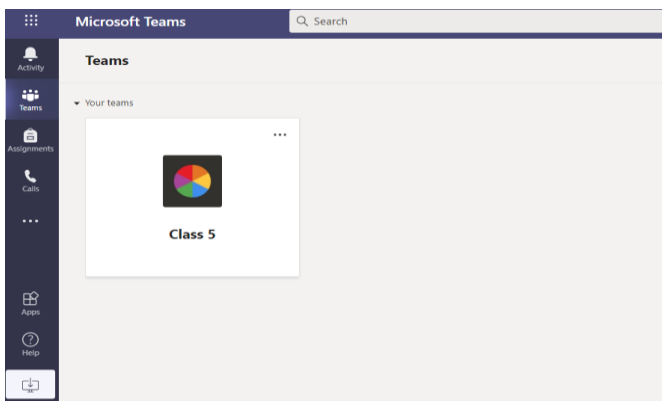 Microsoft Teams
Search
Activity
Teams
Assignments
Calls
Apps
Help
Teams
Your teams
Class 5